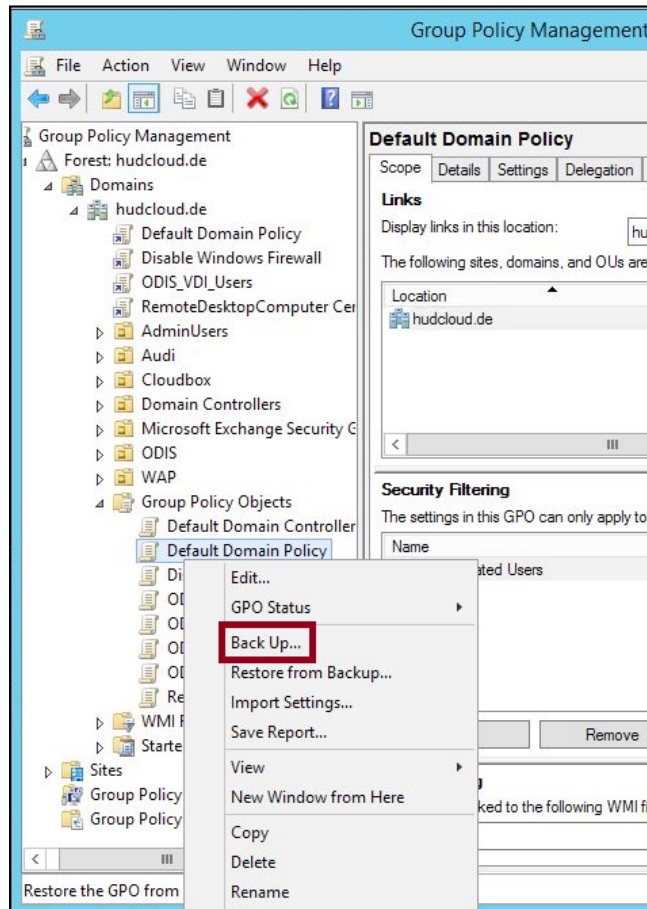 Group Policy Management
File Action View Window Help
Group Policy Management
Forest: hudcloud.de
Domains
hudcloud.de
Default Domain Policy
Disable Windows Firewall
ODIS_VDI_Users
RemoteDesktopComputer Cer
AdminUsers
Audi
Cloudbox
Domain Controllers
Microsoft Exchange Security G
ODIS
WAP
Group Policy Objects
Default Domain Controller
Default Domain Policy
Di
OD
OD
OD
OD
Re
WMI F
Starte
Sites
Group Policy
Group Policy
Restore the GPO from
Edit...
GPO Status
Back Up...
Restore from Backup...
Import Settings...
Save Report...
View
New Window from Here
Copy
Delete
Rename
Default Domain Policy
Scope Details Settings Delegation
Links
Display links in this location: hu
The following sites, domains, and OUs are
Location
hudcloud.de
Security Filtering
The settings in this GPO can only apply to
Name
ated Users
Remove
ked to the following WMI fi